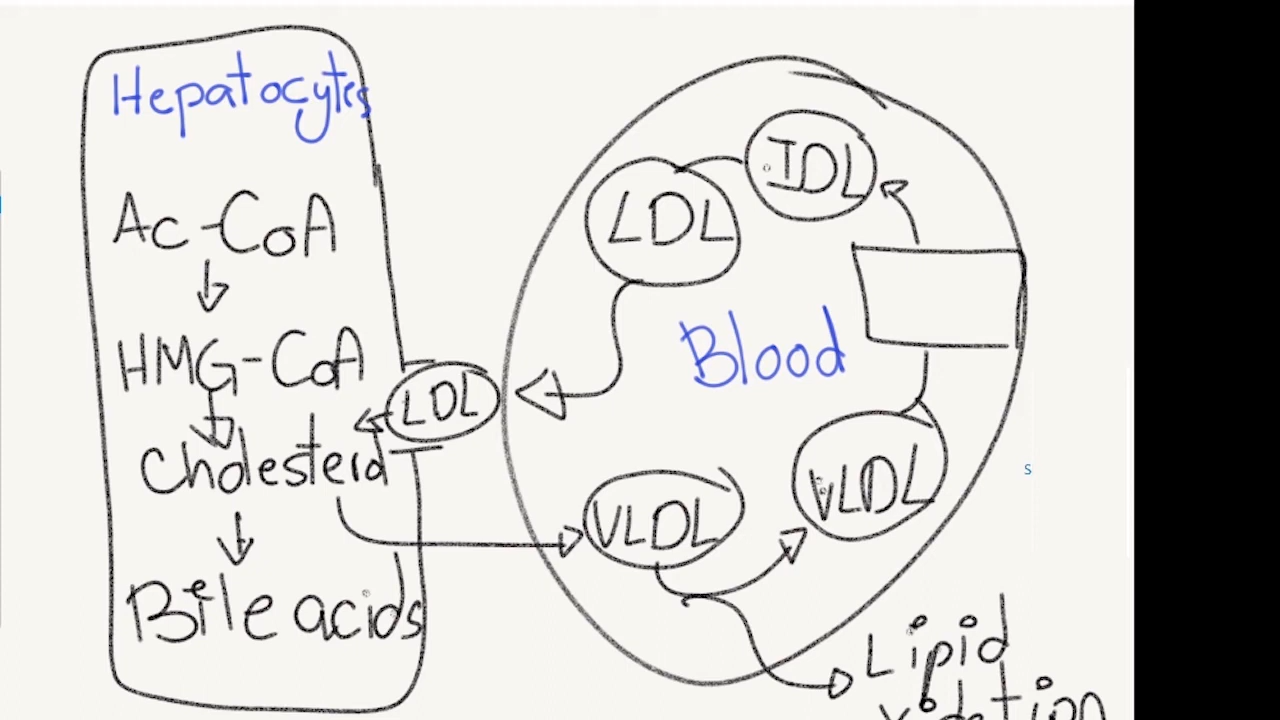 Hepatocytes
Ac-CoA
HMG-CoA
Cholesterol
Bile acids
LDL
IDL
LDL
Blood
VLDL
VLDL
Lipid
s